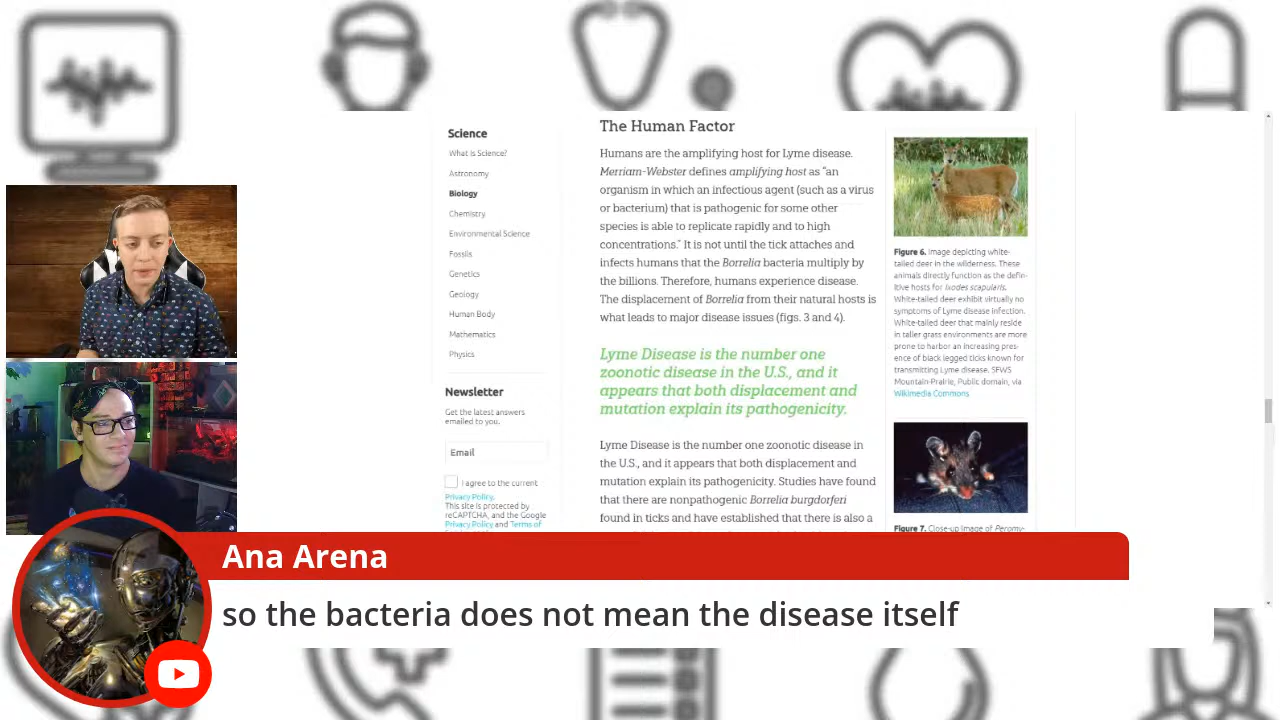 Science
What Is Science?
Astronomy
Biology
Chemistry
Environmental Science
Fossils
Genetics
Geology
Human Body
Mathematics
Physics
Newsletter
Get the latest answers
emailed to you.
Email
I agree to the current
Privacy Policy.
This site is protected by
reCAPTCHA, and the Google
Privacy Policy and Terms of
The Human Factor
Humans are the amplifying host for Lyme disease.
Merriam-Webster defines amplifying host as “an
organism in which an infectious agent (such as a virus
or bacterium) that is pathogenic for some other
species is able to replicate rapidly and to high
concentrations.” It is not until the tick attaches and
infects humans that the Borrelia bacteria multiply by
the billions. Therefore, humans experience disease.
The displacement of Borrelia from their natural hosts is
what leads to major disease issues (figs. 3 and 4).
Lyme Disease is the number one
zoonotic disease in the U.S., and it
appears that both displacement and
mutation explain its pathogenicity.
Lyme Disease is the number one zoonotic disease in
the U.S., and it appears that both displacement and
mutation explain its pathogenicity. Studies have found
that there are nonpathogenic Borrelia burgdorferi
found in ticks and have established that there is also a
Figure 6. Image depicting white-
tailed deer in the wilderness. These
animals directly function as the defin-
itive hosts for Ixodes scapularis.
White-tailed deer exhibit virtually no
symptoms of Lyme disease infection.
White-tailed deer that mainly reside
in taller grass environments are more
prone to harbor an increasing pres-
ence of black legged ticks known for
transmitting Lyme disease. SFWS
Mountain-Prairie, Public domain, via
Wikimedia Commons
Figure 7. Close-up image of Peromy-
Ana Arena
so the bacteria does not mean the disease itself